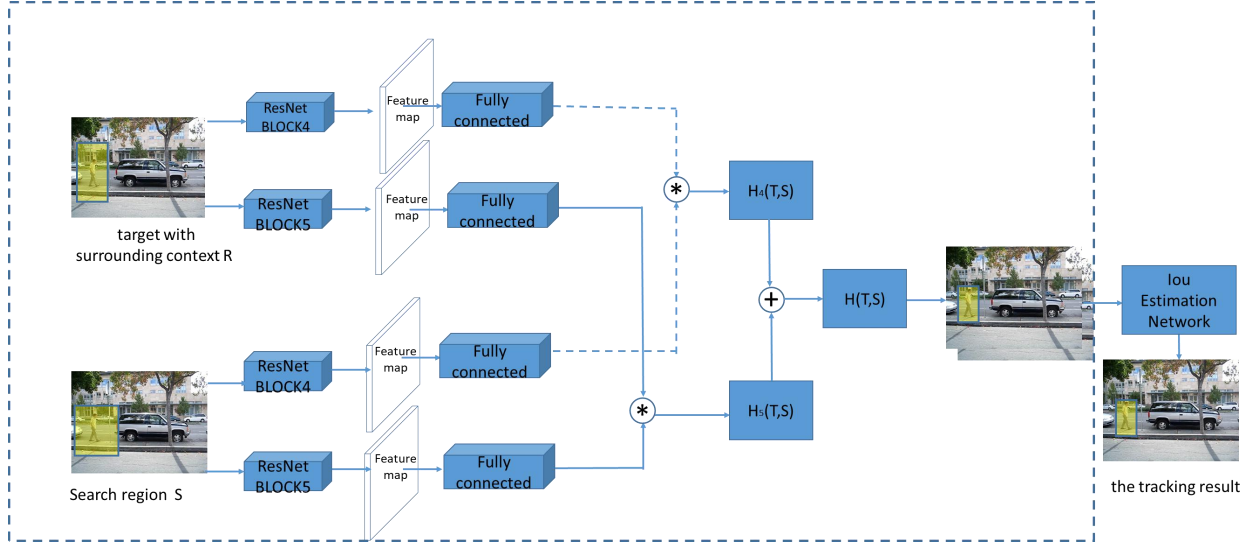 ResNet
BLOCK4
Feature
map
Fully
connected
ResNet
BLOCK5
Feature
map
Fully
connected
target with
surrounding context R
*
H₄(T,S)
+
H(T,S)
Iou
Estimation
Network
ResNet
BLOCK4
Feature
map
Fully
connected
*
H₅(T,S)
ResNet
BLOCK5
Feature
map
Fully
connected
Search region S
the tracking result